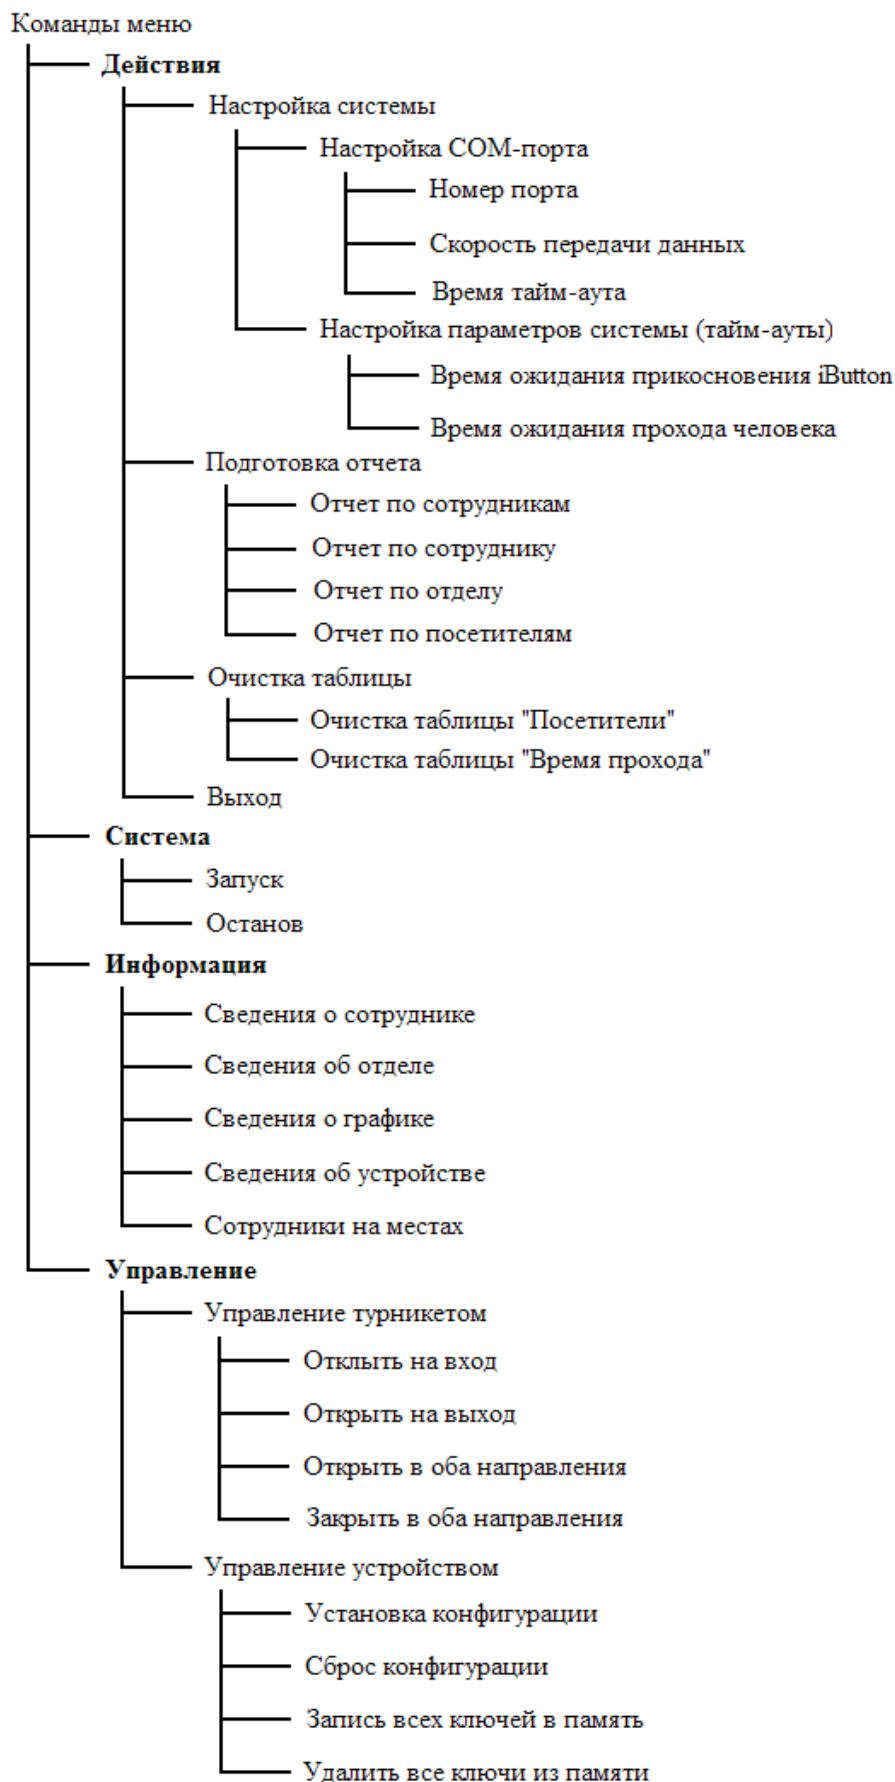 Команды меню
Действия
Настройка системы
Настройка COM-порта
Номер порта
Скорость передачи данных
Время тайм-аута
Настройка параметров системы (тайм-ауты)
Время ожидания прикосновения iButton
Время ожидания прохода человека
Подготовка отчета
Отчет по сотрудникам
Отчет по сотруднику
Отчет по отделу
Отчет по посетителям
Очистка таблицы
Очистка таблицы "Посетители"
Очистка таблицы "Время прохода"
Выход
Система
Запуск
Останов
Информация
Сведения о сотруднике
Сведения об отделе
Сведения о графике
Сведения об устройстве
Сотрудники на местах
Управление
Управление турникетом
Отклыть на вход
Открыть на выход
Открыть в оба направления
Закрыть в оба направления
Управление устройством
Установка конфигурации
Сброс конфигурации
Запись всех ключей в память
Удалить все ключи из памяти